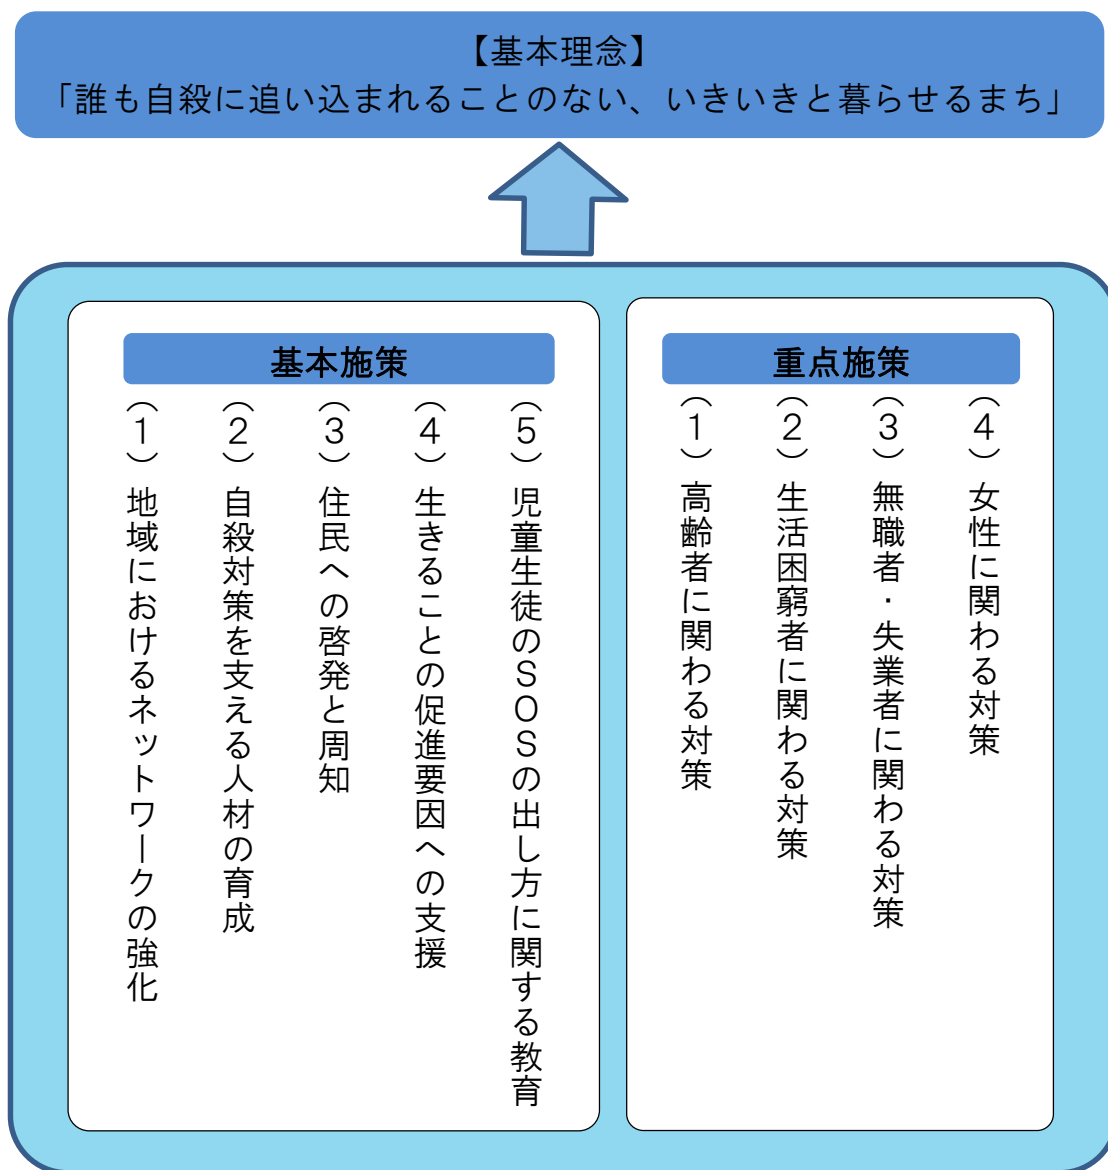 【基本理念】
「誰も自殺に追い込まれることのない、いきいきと暮らせるまち」
基本施策
（１）地域におけるネットワークの強化
（２）自殺対策を支える人材の育成
（３）住民への啓発と周知
（４）生きることの促進要因への支援
（５）児童生徒のＳＯＳの出し方に関する教育
重点施策
（１）高齢者に関わる対策
（２）生活困窮者に関わる対策
（３）無職者・失業者に関わる対策
（４）女性に関わる対策